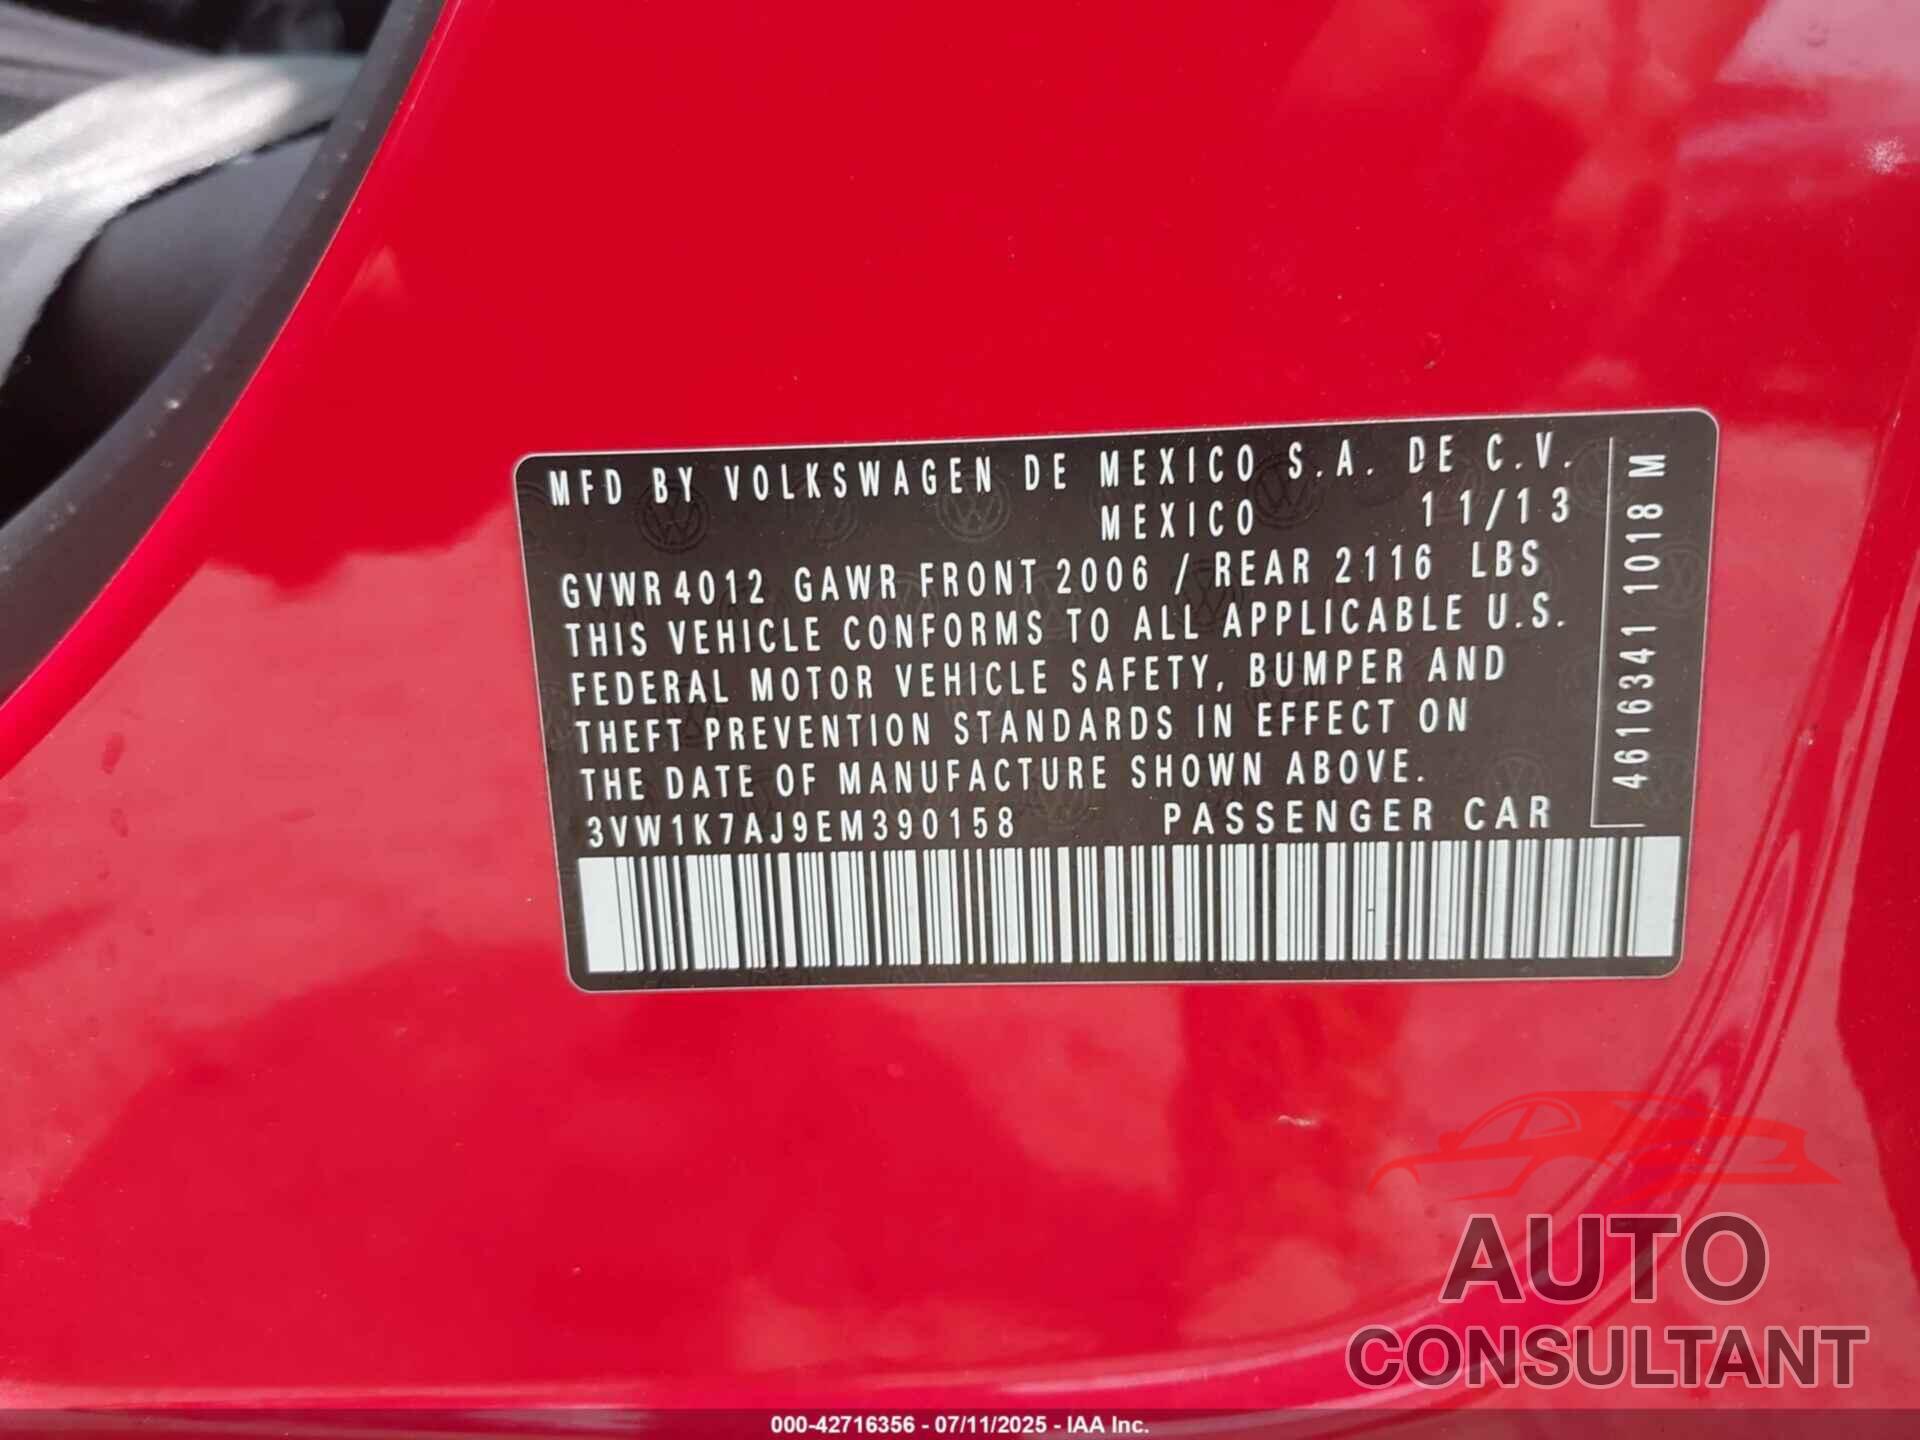 MFD BY VOLKSWAGEN DE MEXICO S.A. DE C.V.
MEXICO 11/13
GVWR 4012 GAWR FRONT 2006 / REAR 2116 LBS
THIS VEHICLE CONFORMS TO ALL APPLICABLE U.S.
FEDERAL MOTOR VEHICLE SAFETY, BUMPER AND
THEFT PREVENTION STANDARDS IN EFFECT ON
THE DATE OF MANUFACTURE SHOWN ABOVE.
3VW1K7AJ9EM390158 PASSENGER CAR
4616341 1018 M
AUTO
CONSULTANT
000-42716356 - 07/11/2025 - IAA Inc.